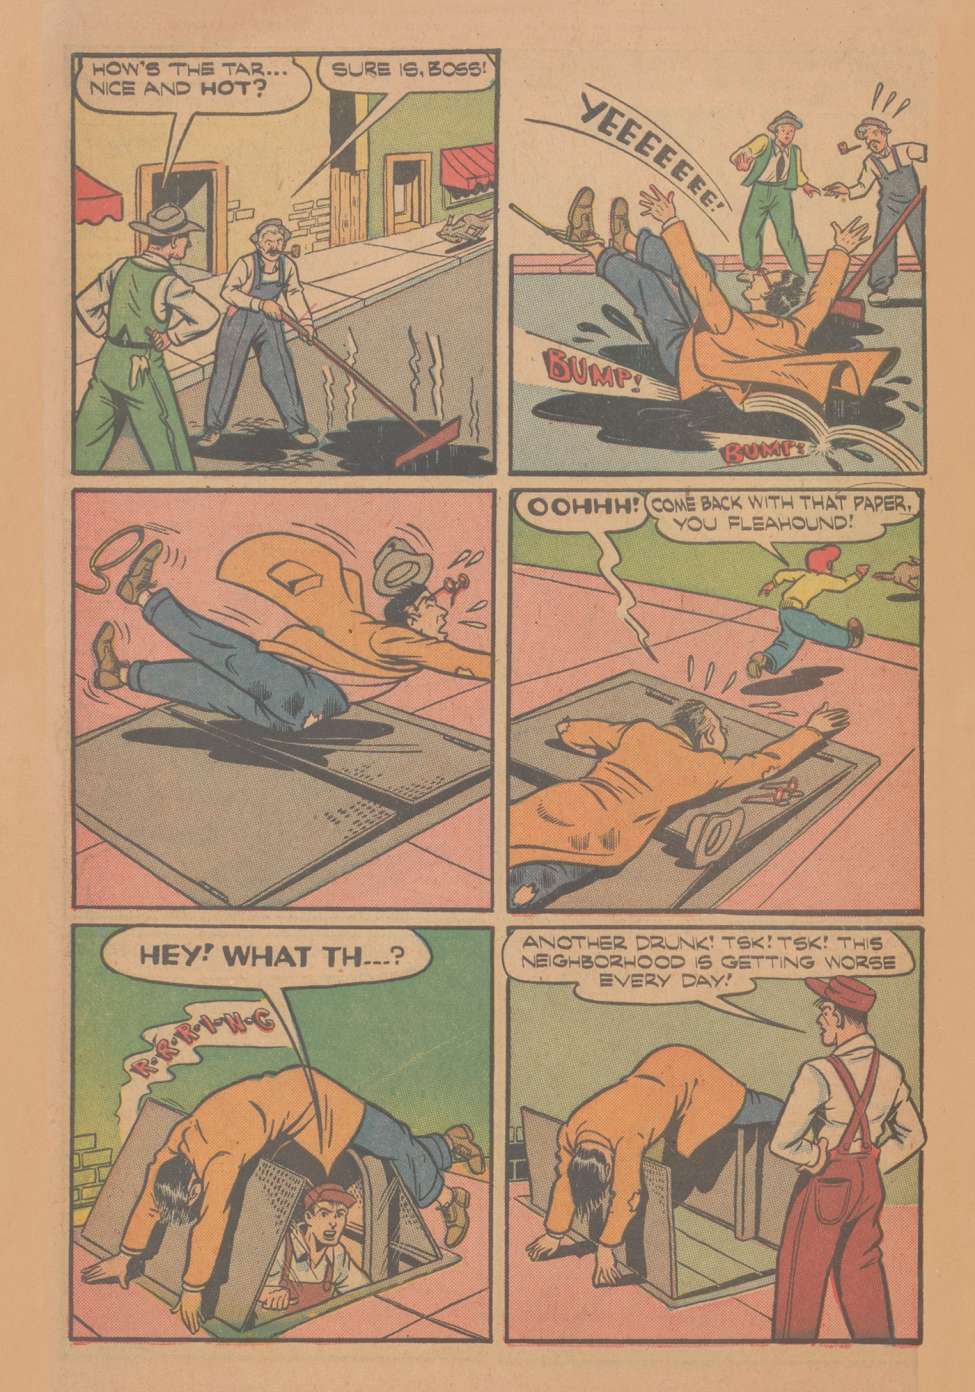 HOW'S THE TAR...
NICE AND HOT?
SURE IS, BOSS!
YEEEEEEE!
BUMP!
BUMP!
OOHHH!
COME BACK WITH THAT PAPER,
YOU FLEAHOUND!
HEY! WHAT TH...?
R-R-R-I-N-G
ANOTHER DRUNK! TSK! TSK! THIS
NEIGHBORHOOD IS GETTING WORSE
EVERY DAY!